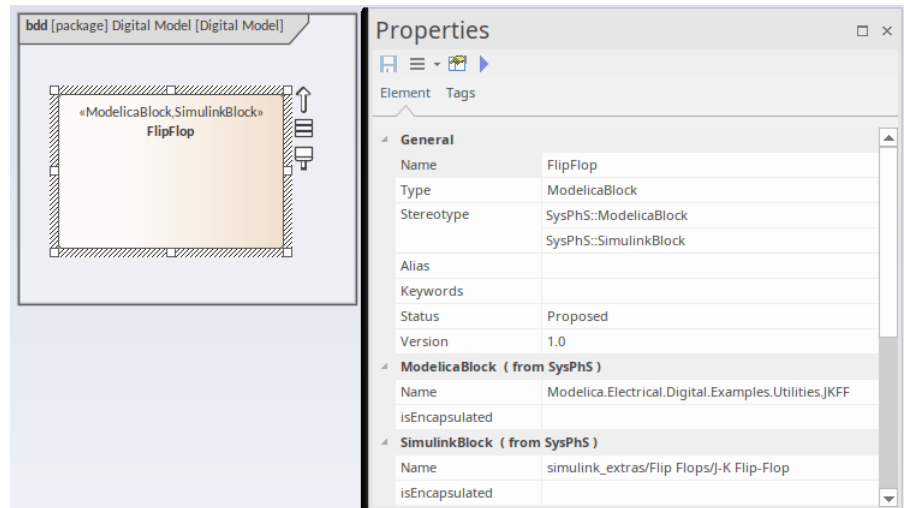 bdd [package] Digital Model [Digital Model]
«ModelicaBlock,SimulinkBlock»
FlipFlop
Properties
Element Tags
General
Name FlipFlop
Type ModelicaBlock
Stereotype SysPhS::ModelicaBlock
SysPhS::SimulinkBlock
Alias
Keywords
Status Proposed
Version 1.0
ModelicaBlock ( from SysPhS )
Name Modelica.Electrical.Digital.Examples.Utilities.JKFF
isEncapsulated
SimulinkBlock ( from SysPhS )
Name simulink_extras/Flip Flops/J-K Flip-Flop
isEncapsulated